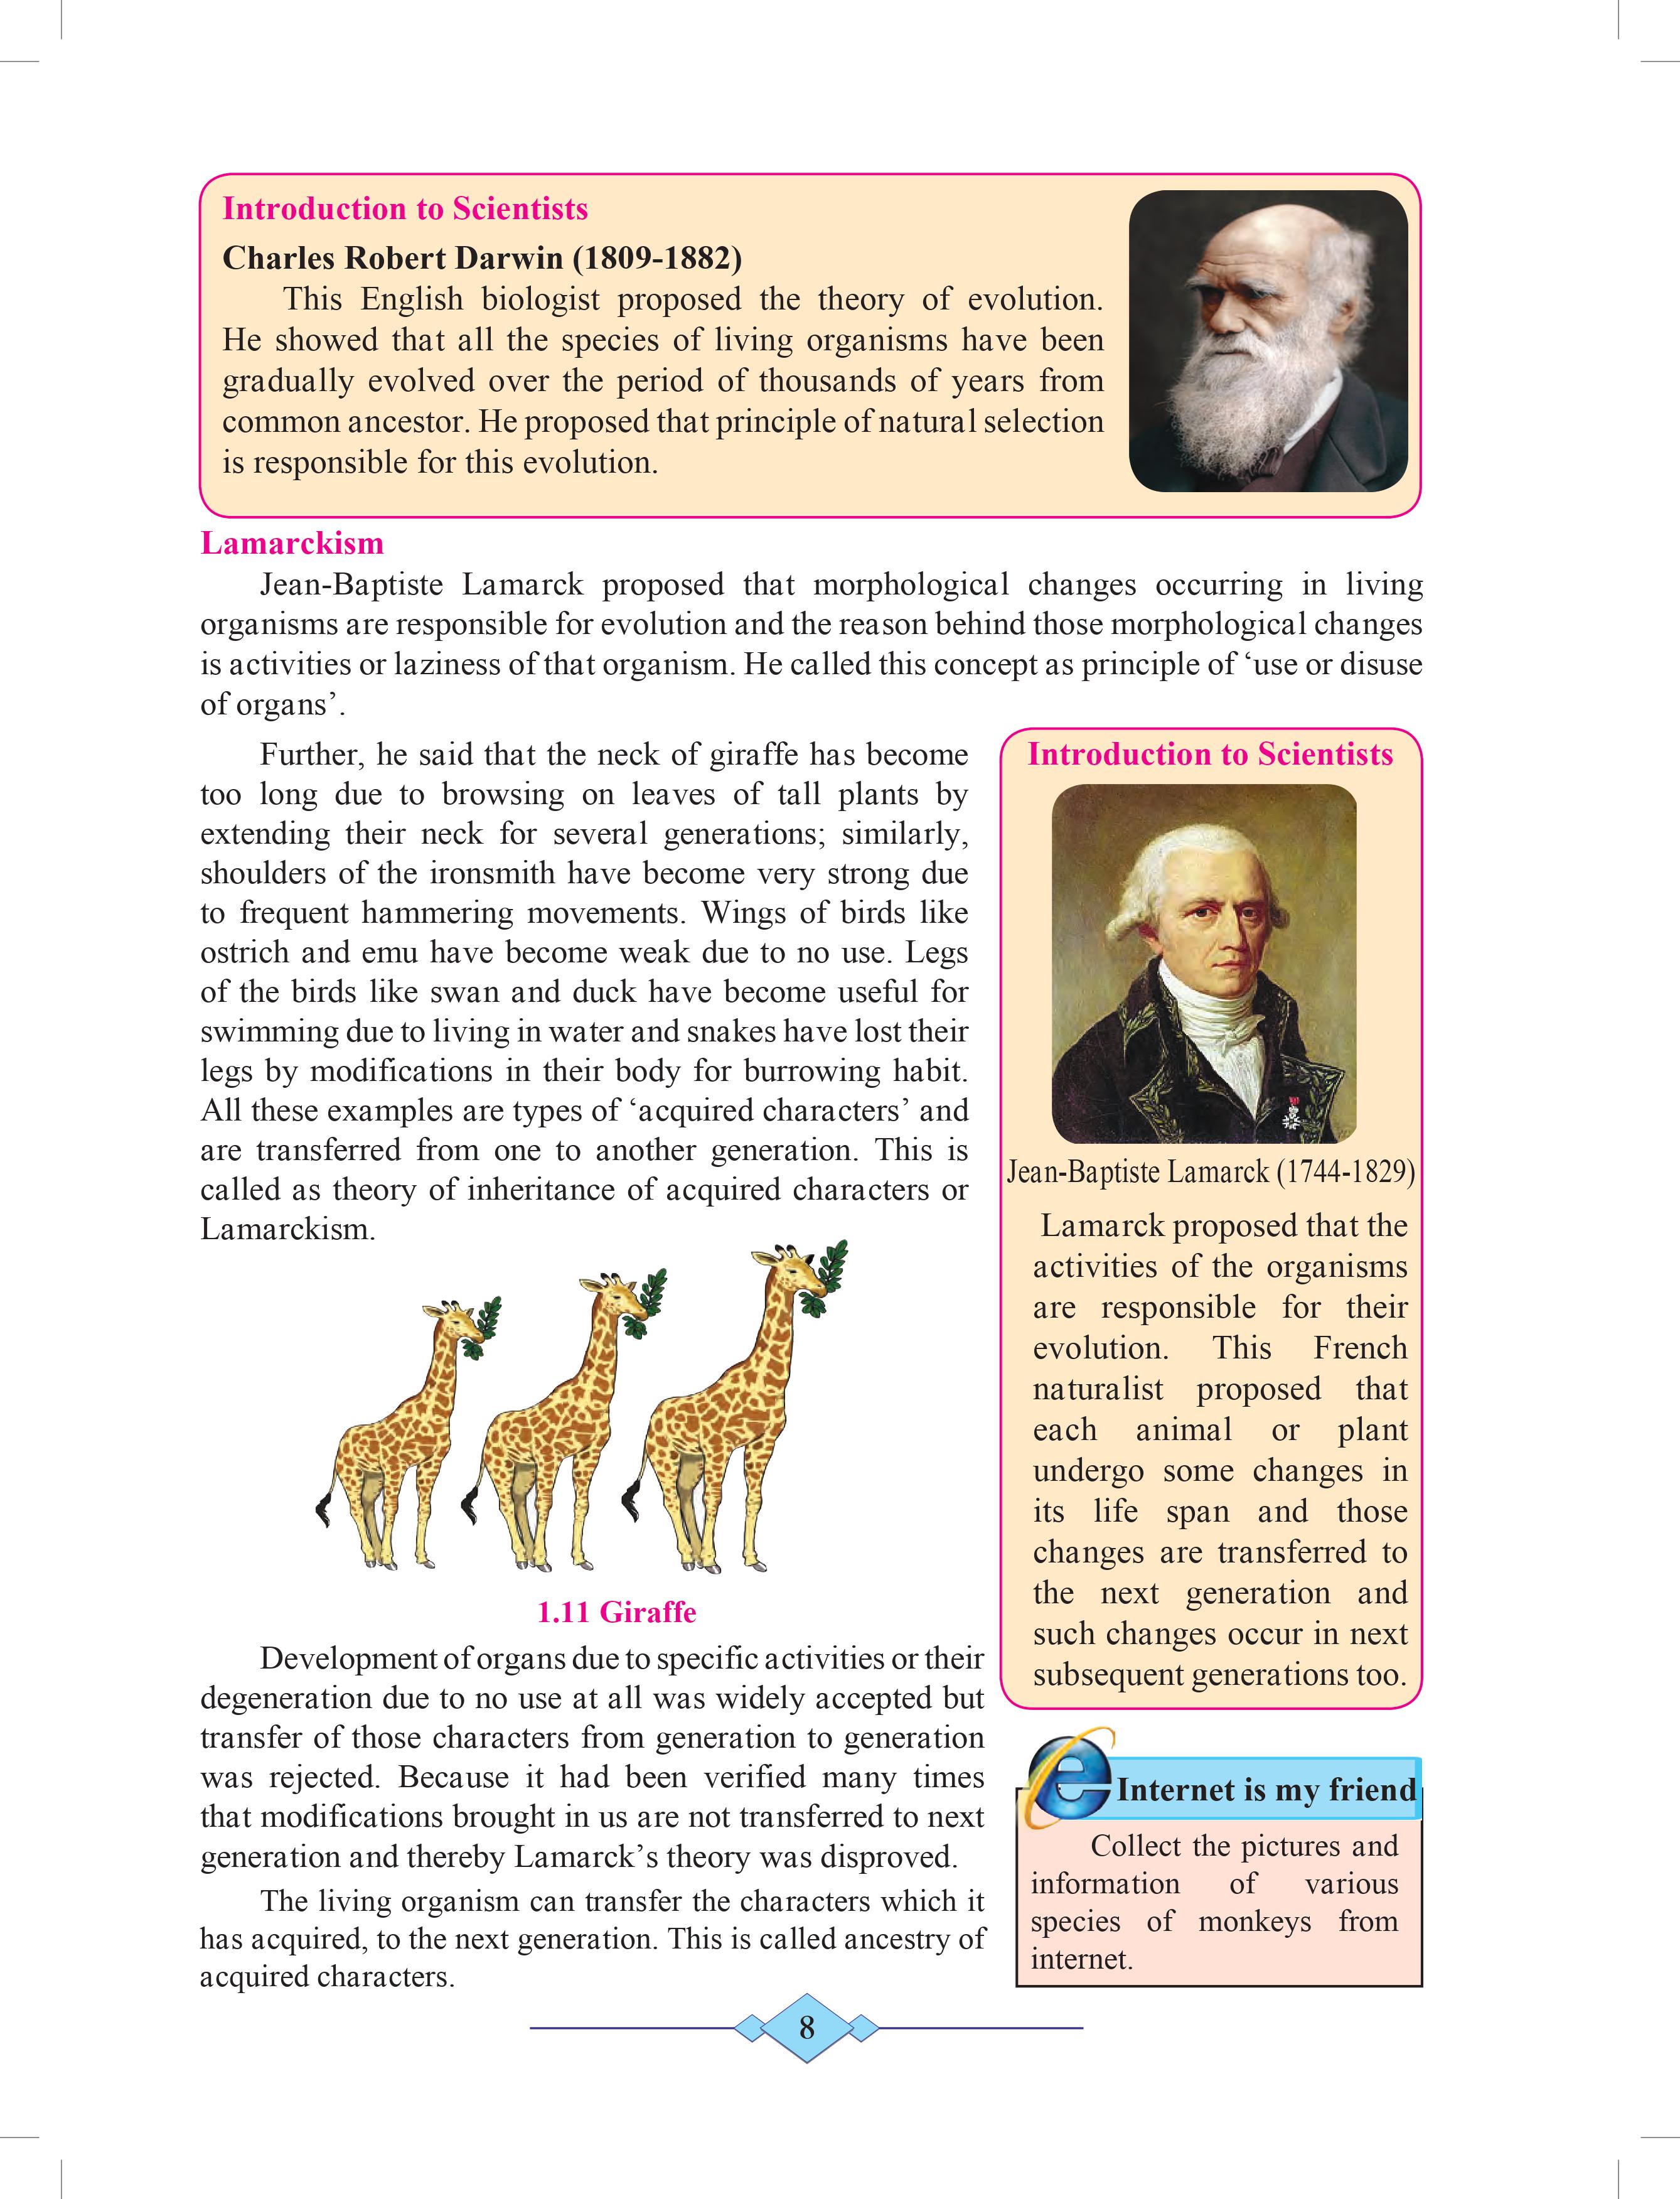 Introduction to Scientists
Charles Robert Darwin (1809-1882)
This English biologist proposed the theory of evolution.
He showed that all the species of living organisms have been
gradually evolved over the period of thousands of years from
common ancestor. He proposed that principle of natural selection
is responsible for this evolution.
Lamarckism
Jean-Baptiste Lamarck proposed that morphological changes occurring in living
organisms are responsible for evolution and the reason behind those morphological changes
is activities or laziness of that organism. He called this concept as principle of ‘use or disuse
of organs’.
Further, he said that the neck of giraffe has become
too long due to browsing on leaves of tall plants by
extending their neck for several generations; similarly,
shoulders of the ironsmith have become very strong due
to frequent hammering movements. Wings of birds like
ostrich and emu have become weak due to no use. Legs
of the birds like swan and duck have become useful for
swimming due to living in water and snakes have lost their
legs by modifications in their body for burrowing habit.
All these examples are types of ‘acquired characters’ and
are transferred from one to another generation. This is
called as theory of inheritance of acquired characters or
Lamarckism.
1.11 Giraffe
Development of organs due to specific activities or their
degeneration due to no use at all was widely accepted but
transfer of those characters from generation to generation
was rejected. Because it had been verified many times
that modifications brought in us are not transferred to next
generation and thereby Lamarck’s theory was disproved.
The living organism can transfer the characters which it
has acquired, to the next generation. This is called ancestry of
acquired characters.
Introduction to Scientists
Jean-Baptiste Lamarck (1744-1829)
Lamarck proposed that the
activities of the organisms
are responsible for their
evolution. This French
naturalist proposed that
each animal or plant
undergo some changes in
its life span and those
changes are transferred to
the next generation and
such changes occur in next
subsequent generations too.
Internet is my friend
Collect the pictures and
information of various
species of monkeys from
internet.
8